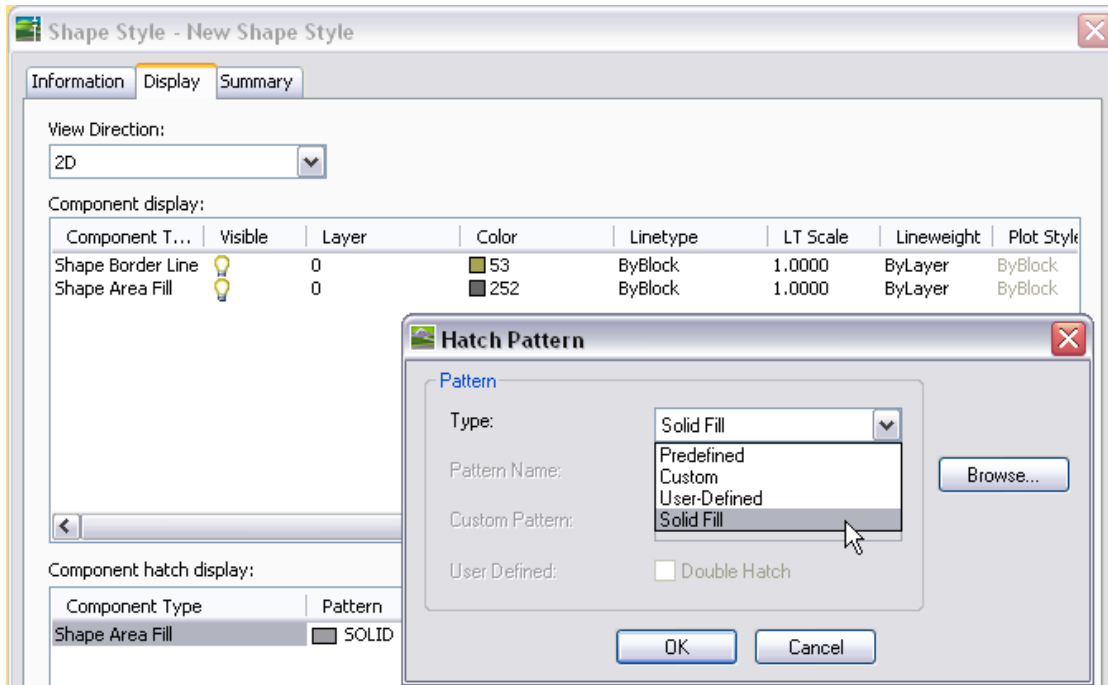 Shape Style - New Shape Style
Information Display Summary
View Direction:
2D
Component display:
Component T... Visible Layer Color Linetype LT Scale Lineweight Plot Style
Shape Border Line 0 53 ByBlock 1.0000 ByLayer ByBlock
Shape Area Fill 0 252 ByBlock 1.0000 ByLayer ByBlock
Hatch Pattern
Pattern
Type: Solid Fill
Predefined
Pattern Name: Custom Browse...
User-Defined
Custom Pattern: Solid Fill
Component hatch display:
User Defined: Double Hatch
Component Type Pattern
Shape Area Fill SOLID
OK Cancel